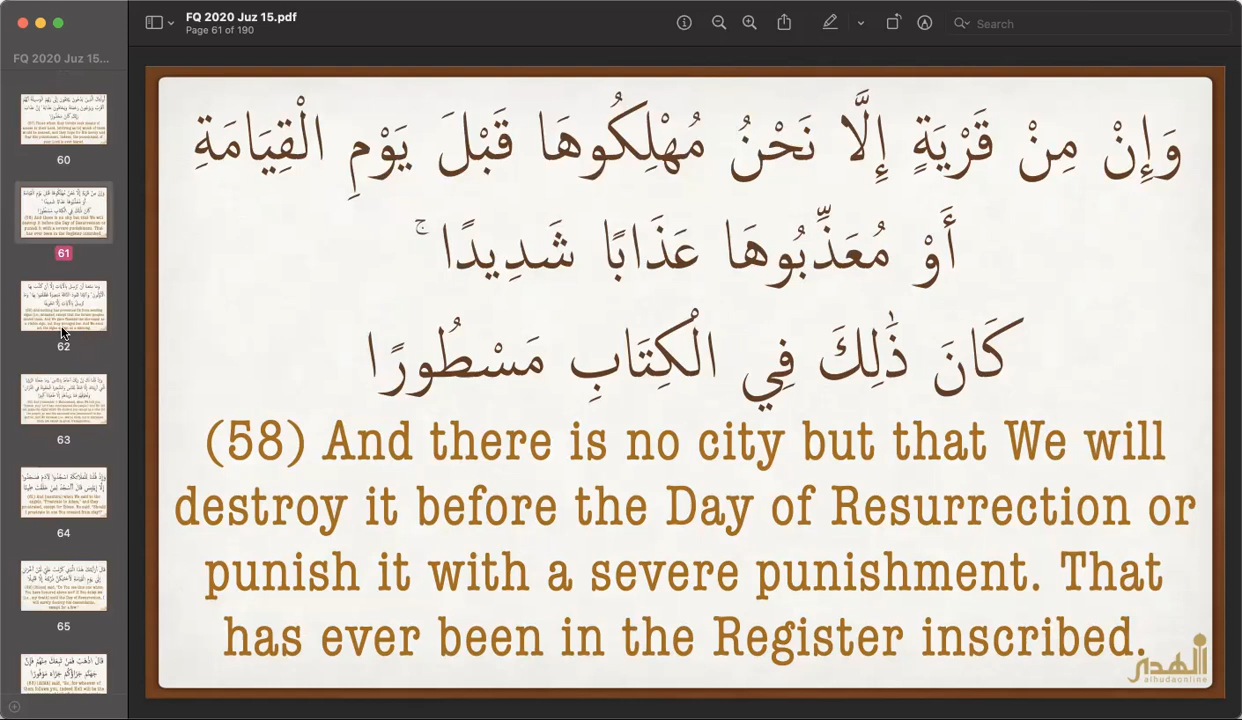 FQ 2020 Juz 15.pdf
Page 61 of 190
Search
FQ 2020 Juz 15...
60
61
62
63
64
65
وَإِنْ مِنْ قَرْيَةٍ إِلَّا نَحْنُ مُهْلِكُوهَا قَبْلَ يَوْمِ الْقِيَامَةِ
أَوْ مُعَذِّبُوهَا عَذَابًا شَدِيدًا ۚ
كَانَ ذَٰلِكَ فِي الْكِتَابِ مَسْطُورًا
(58) And there is no city but that We will
destroy it before the Day of Resurrection or
punish it with a severe punishment. That
has ever been in the Register inscribed.
الهدى
alhudaonline